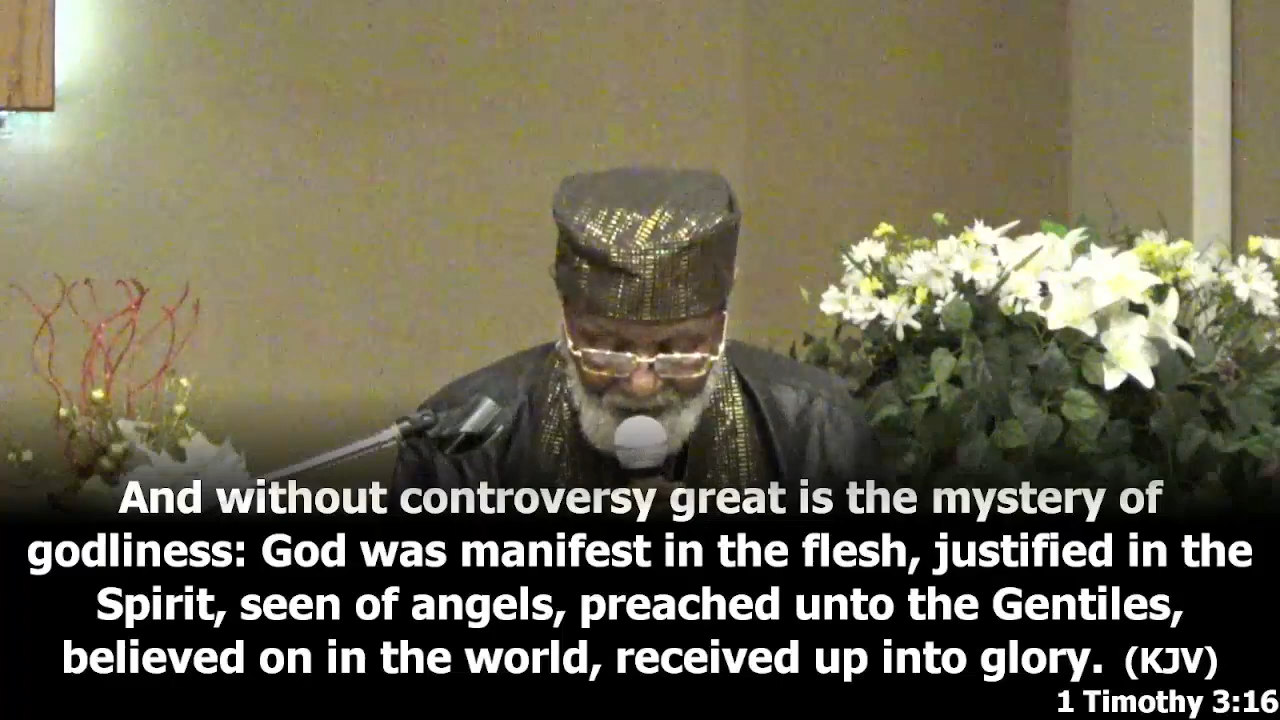 And without controversy great is the mystery of
godliness: God was manifest in the flesh, justified in the
Spirit, seen of angels, preached unto the Gentiles,
believed on in the world, received up into glory. (KJV)
1 Timothy 3:16